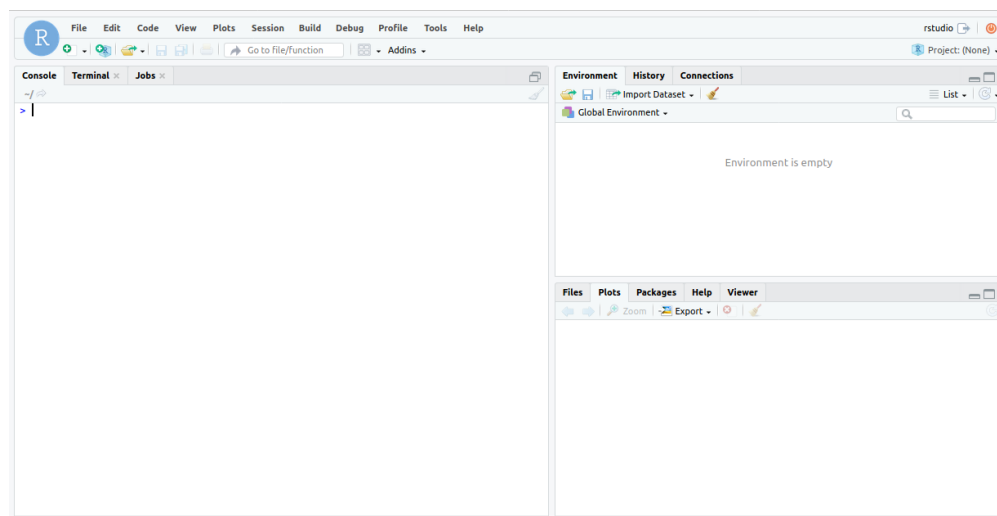 R File Edit Code View Plots Session Build Debug Profile Tools Help rstudio
Go to file/function Addins Project: (None)
Console Terminal × Jobs ×
~/
>
Environment History Connections
Import Dataset List
Global Environment
Environment is empty
Files Plots Packages Help Viewer
Zoom Export